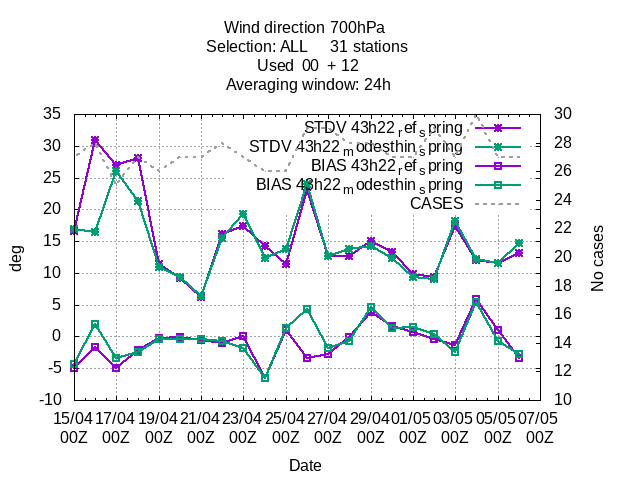 Wind direction 700hPa
Selection: ALL 31 stations
Used 00 + 12
Averaging window: 24h
deg
35
30
25
20
15
10
5
0
-5
-10
STDV 43h22refspring
STDV 43h22modesthinspring
BIAS 43h22refspring
BIAS 43h22modesthinspring
CASES
30
28
26
24
22
20
18
16
14
12
10
No cases
15/04 17/04 19/04 21/04 23/04 25/04 27/04 29/04 01/05 03/05 05/05 07/05
00Z 00Z 00Z 00Z 00Z 00Z 00Z 00Z 00Z 00Z 00Z 00Z
Date